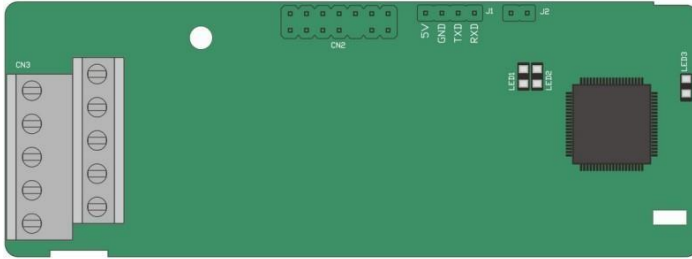 CN3
CN2
5V
GND
TXD
RXD
J1
J2
LED1
LED2
LED3